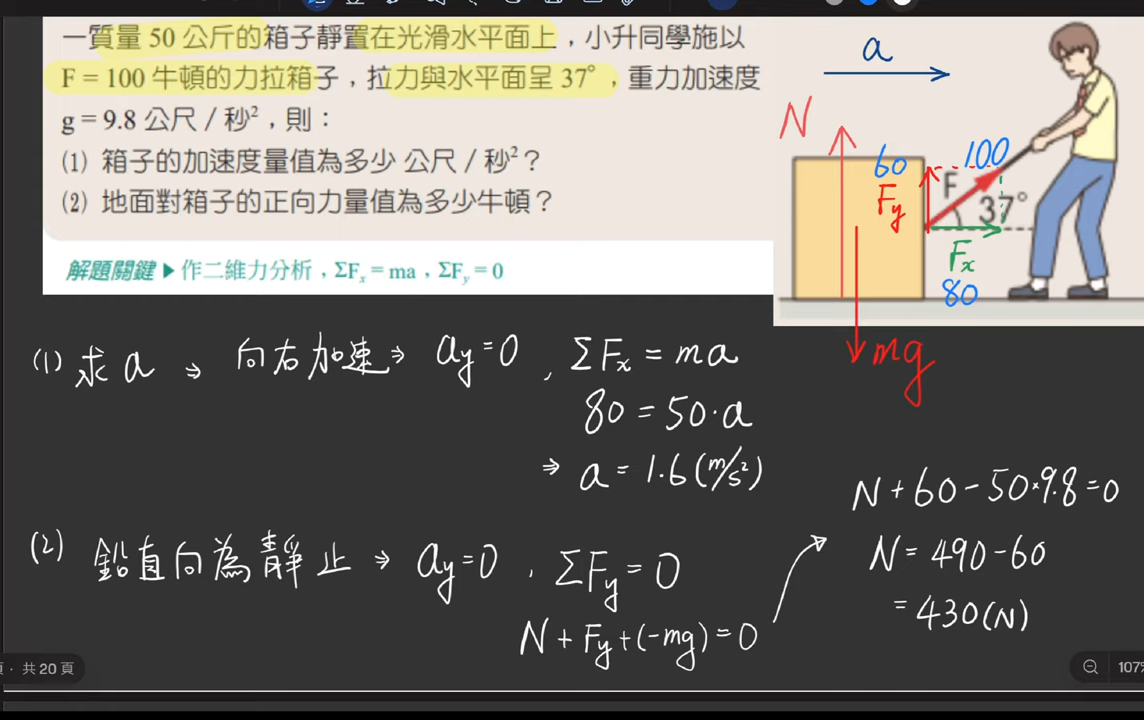 一質量 50 公斤的箱子靜置在光滑水平面上，小升同學施以
F = 100 牛頓的力拉箱子，拉力與水平面呈 37°，重力加速度
g = 9.8 公尺／秒²，則：
(1) 箱子的加速度量值為多少 公尺／秒²？
(2) 地面對箱子的正向力量值為多少牛頓？
解題關鍵▶作二維力分析，ΣFx = ma，ΣFy = 0
a
N
60
100
Fy
F
37°
Fx
80
mg
(1) 求 a ⇒ 向右加速 ⇒ ay=0 , ΣFx = ma
80 = 50·a
⇒ a = 1.6 (m/s²)
(2) 鉛直向為靜止 ⇒ ay=0 , ΣFy = 0
N + Fy + (-mg) = 0
N + 60 - 50×9.8 = 0
N = 490 - 60
= 430 (N)
頁 · 共 20 頁
107%